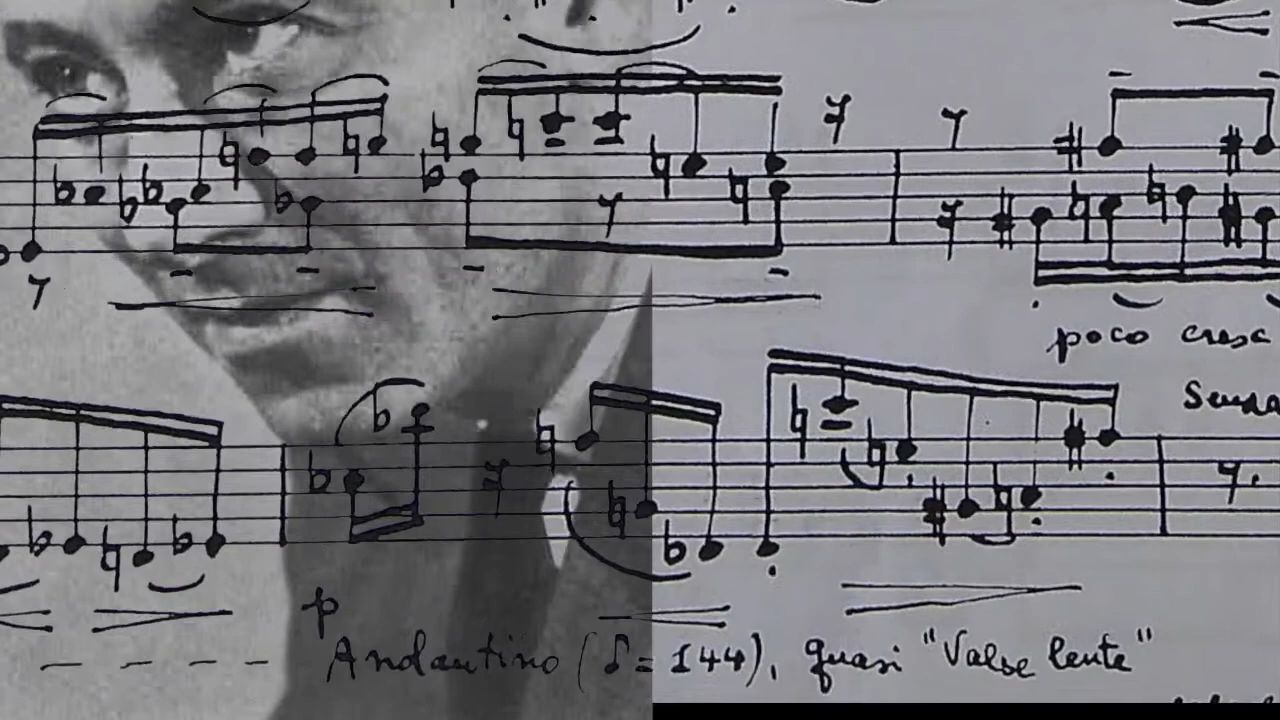 poco cresc
p
Andantino (♪= 144), quasi "Valse lente"